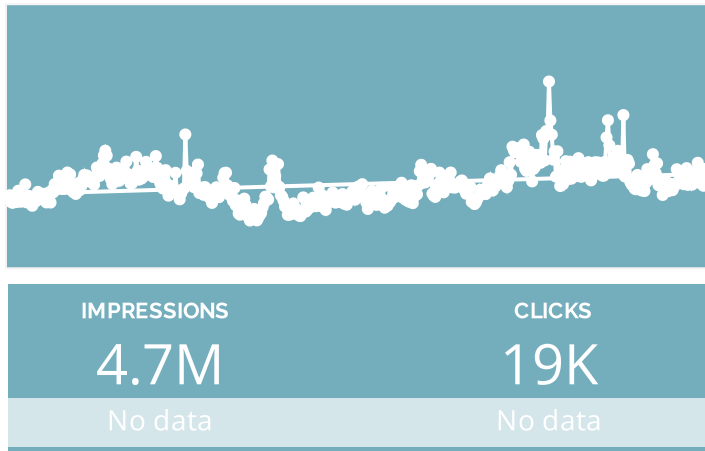 IMPRESSIONS CLICKS
4.7M 19K
No data No data